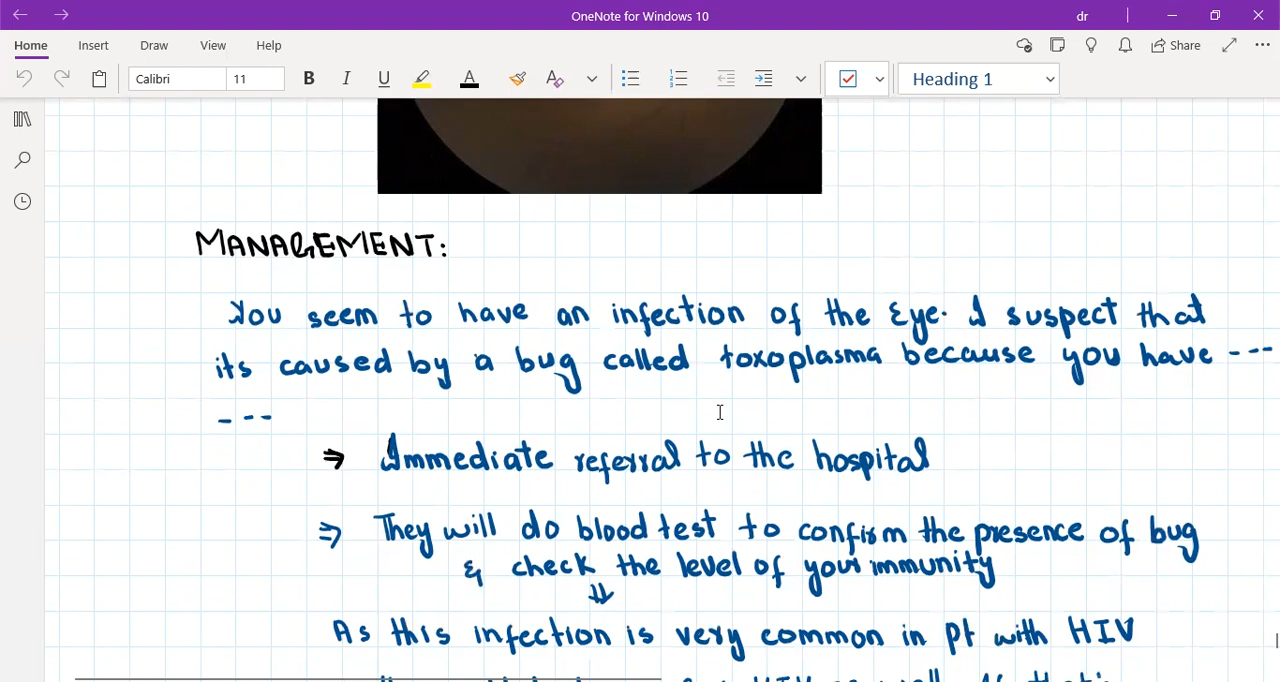 OneNote for Windows 10
dr
Home Insert Draw View Help
Share
Calibri 11 B I U A A Heading 1
MANAGEMENT:
You seem to have an infection of the Eye. I suspect that
its caused by a bug called toxoplasma because you have ---
---
⇒ Immediate referral to the hospital
⇒ They will do blood test to confirm the presence of bug
& check the level of your immunity
⇓
As this infection is very common in pt with HIV
HIV as well